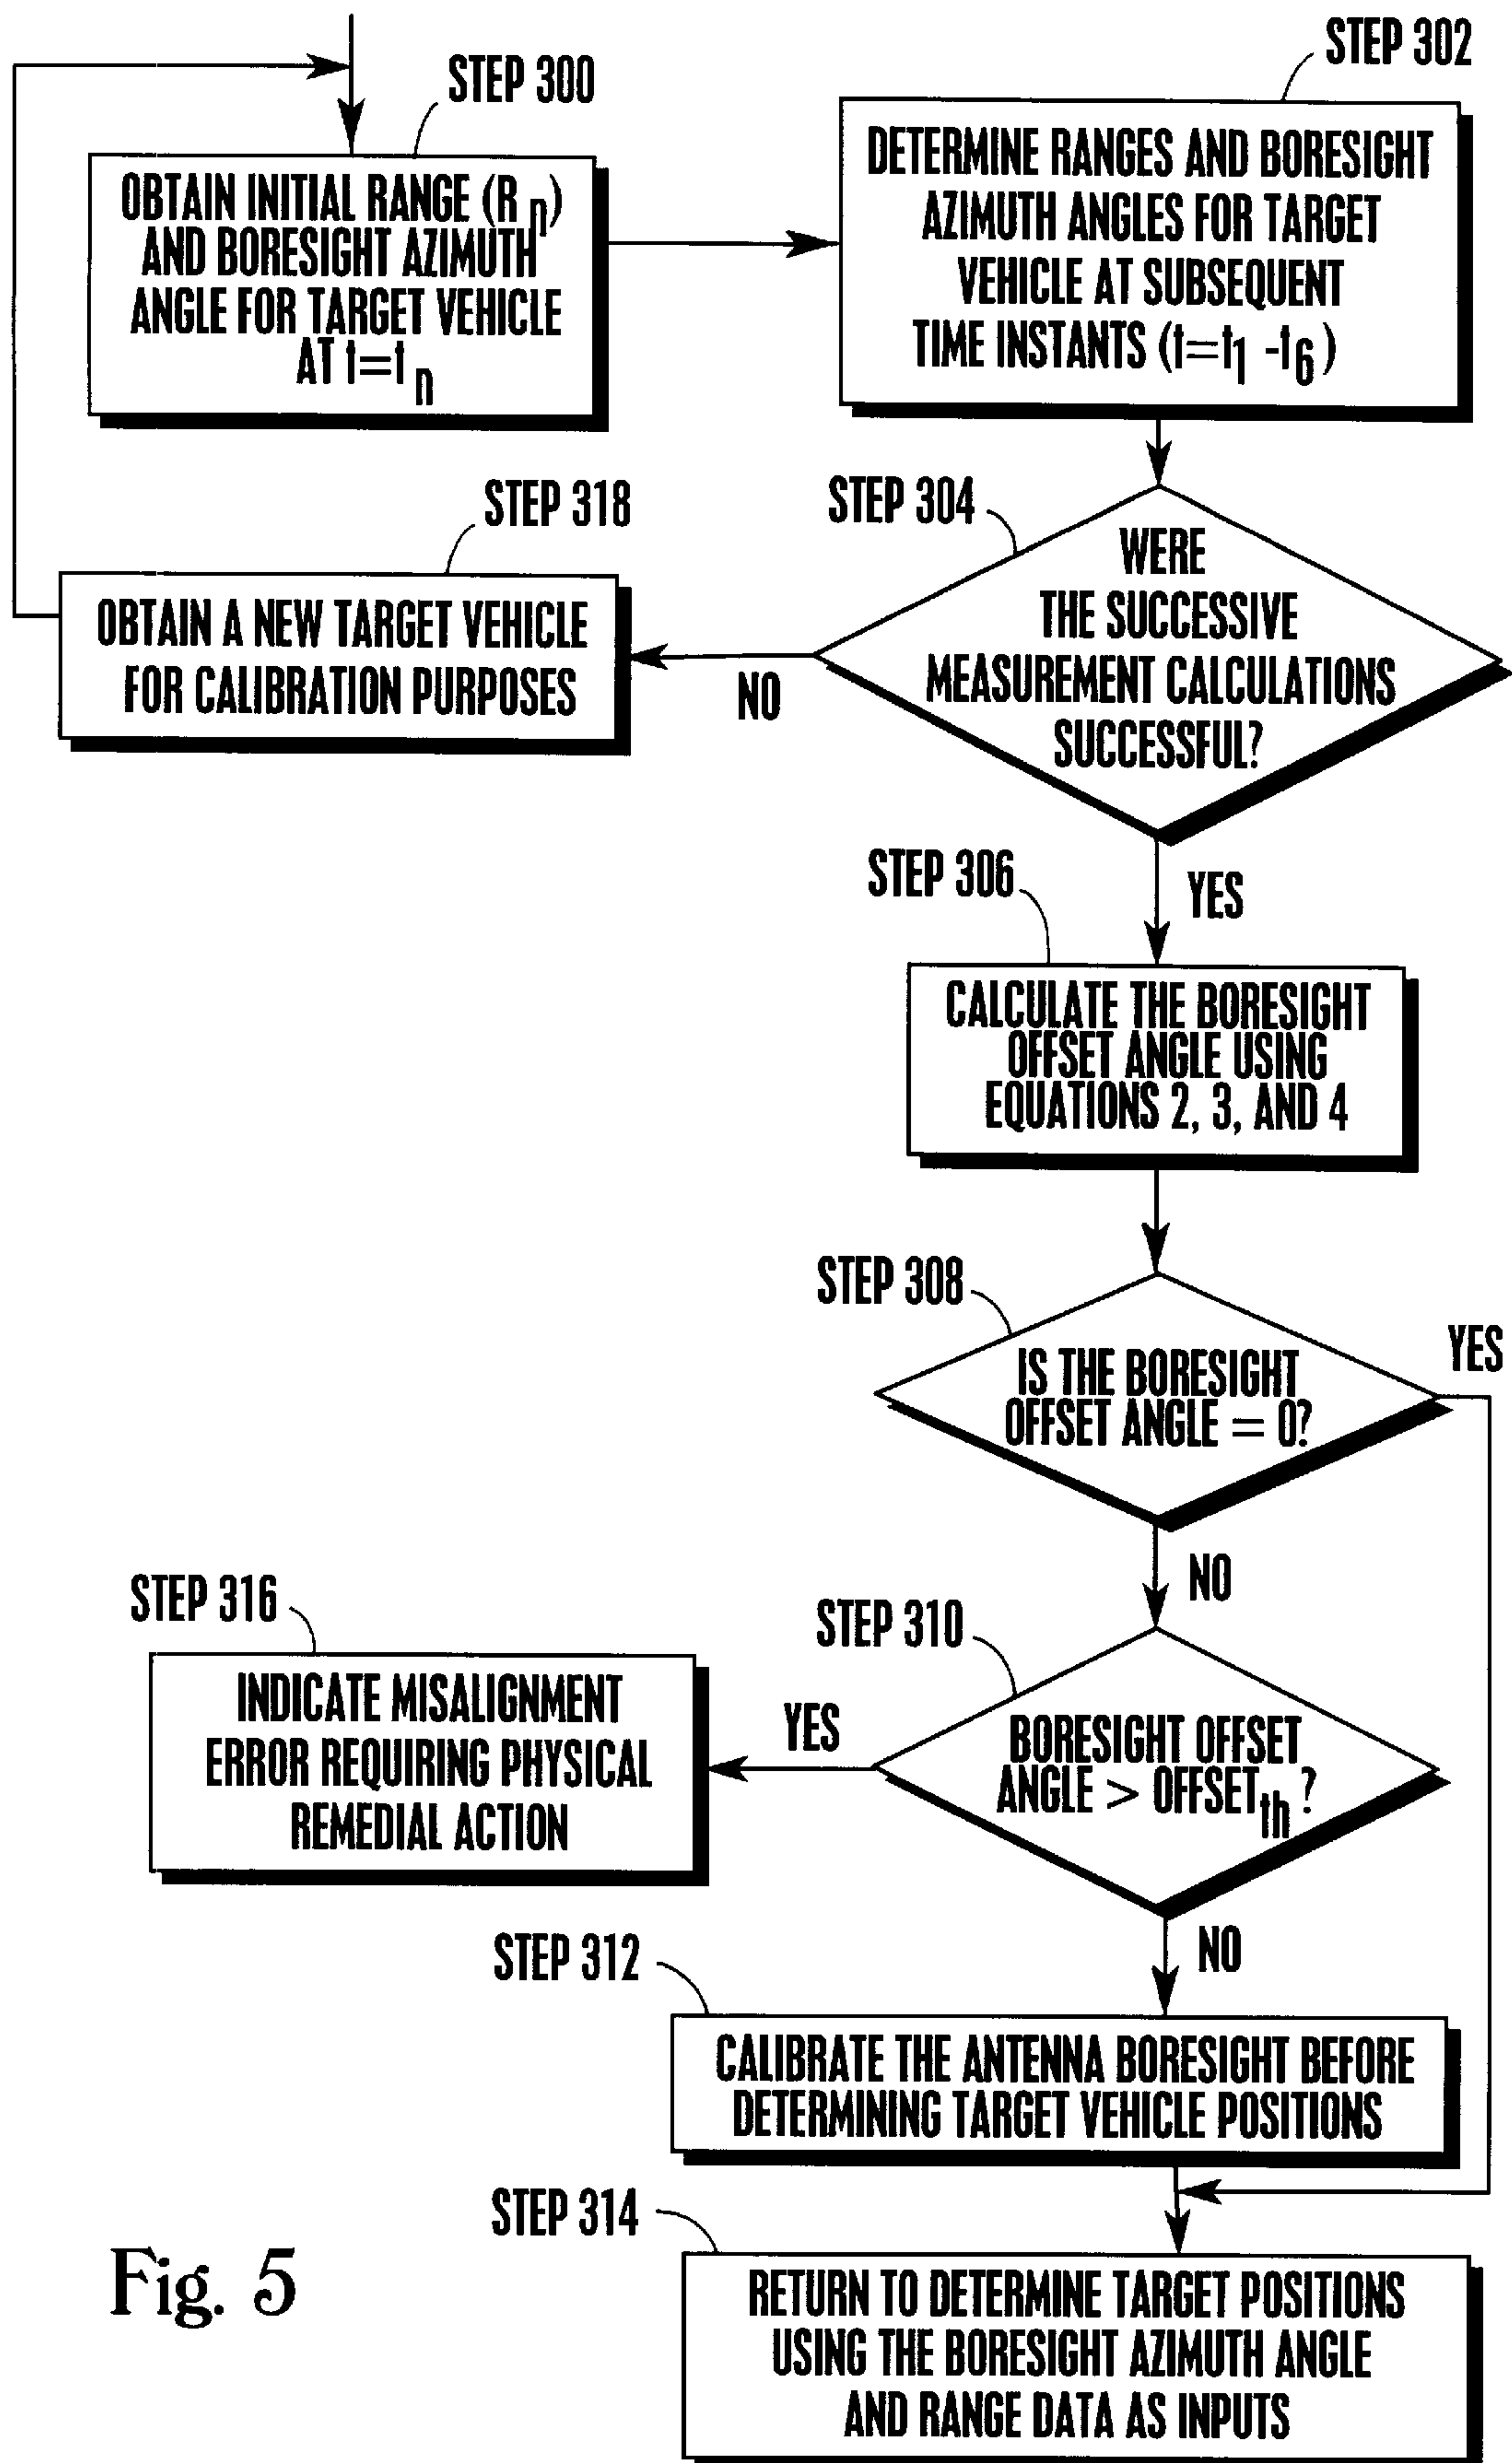 STEP 300
OBTAIN INITIAL RANGE (R n)
AND BORESIGHT AZIMUTH
ANGLE FOR TARGET VEHICLE
AT t=t n
STEP 302
DETERMINE RANGES AND BORESIGHT
AZIMUTH ANGLES FOR TARGET
VEHICLE AT SUBSEQUENT
TIME INSTANTS (t=t1 -t6)
STEP 304
WERE
THE SUCCESSIVE
MEASUREMENT CALCULATIONS
SUCCESSFUL?
NO
STEP 318
OBTAIN A NEW TARGET VEHICLE
FOR CALIBRATION PURPOSES
YES
STEP 306
CALCULATE THE BORESIGHT
OFFSET ANGLE USING
EQUATIONS 2, 3, AND 4
STEP 308
IS THE BORESIGHT
OFFSET ANGLE = 0?
YES
NO
STEP 310
BORESIGHT OFFSET
ANGLE > OFFSETth ?
YES
STEP 316
INDICATE MISALIGNMENT
ERROR REQUIRING PHYSICAL
REMEDIAL ACTION
NO
STEP 312
CALIBRATE THE ANTENNA BORESIGHT BEFORE
DETERMINING TARGET VEHICLE POSITIONS
STEP 314
RETURN TO DETERMINE TARGET POSITIONS
USING THE BORESIGHT AZIMUTH ANGLE
AND RANGE DATA AS INPUTS
Fig. 5